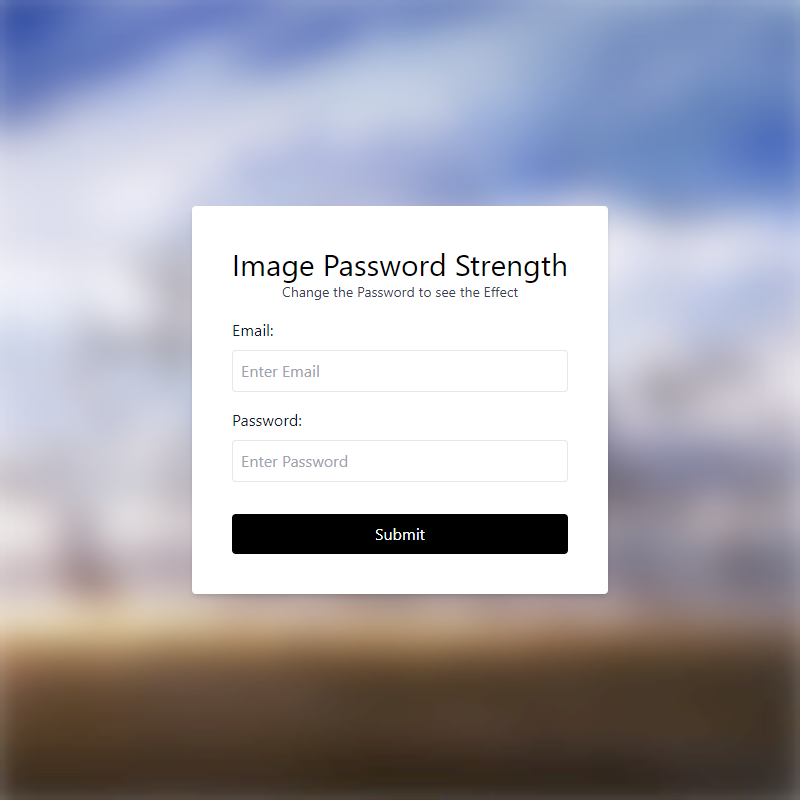 Image Password Strength
Change the Password to see the Effect
Email:
Enter Email
Password:
Enter Password
Submit